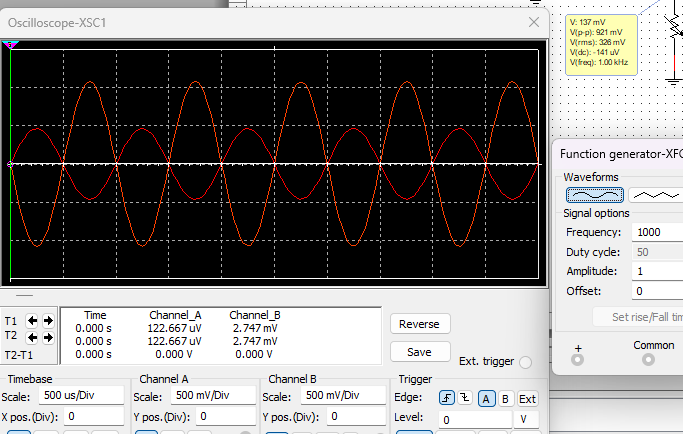 Oscilloscope-XSC1
V: 137 mV
V(p-p): 921 mV
V(rms): 326 mV
V(dc): -141 uV
V(freq): 1.00 kHz
Function generator-XFG
Waveforms
Signal options
Frequency: 1000
Duty cycle: 50
Amplitude: 1
Offset: 0
Set rise/Fall tim
+ Common
Time Channel_A Channel_B
T1 0.000 s 122.667 uV 2.747 mV
T2 0.000 s 122.667 uV 2.747 mV
T2-T1 0.000 s 0.000 V 0.000 V
Reverse
Save
Ext. trigger
Timebase
Scale: 500 us/Div
X pos.(Div): 0
Channel A
Scale: 500 mV/Div
Y pos.(Div): 0
Channel B
Scale: 500 mV/Div
Y pos.(Div): 0
Trigger
Edge: A B Ext
Level: 0 V